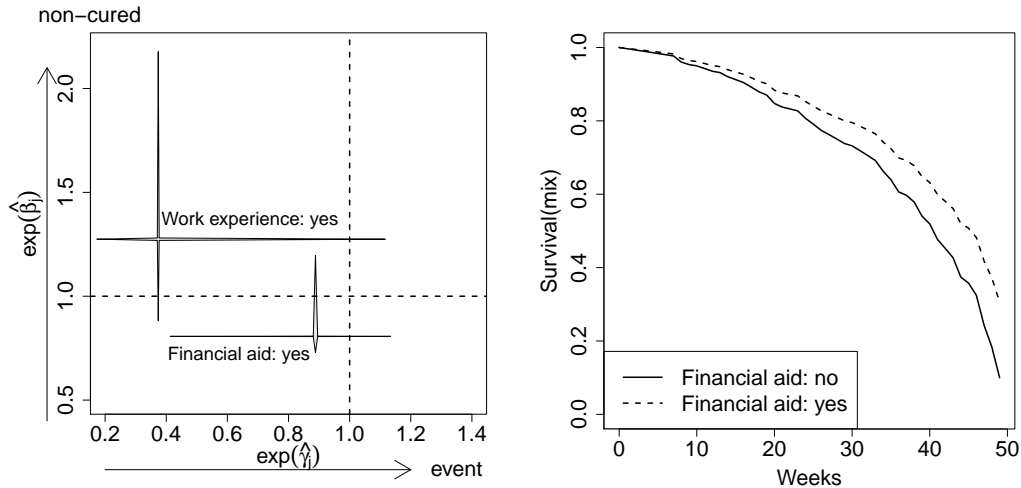 non-cured
exp(β̂j)
0.5 1.0 1.5 2.0
Work experience: yes
Financial aid: yes
0.2 0.4 0.6 0.8 1.0 1.2 1.4
exp(γ̂j)
event
Survival(mix)
0.0 0.2 0.4 0.6 0.8 1.0
Financial aid: no
Financial aid: yes
0 10 20 30 40 50
Weeks